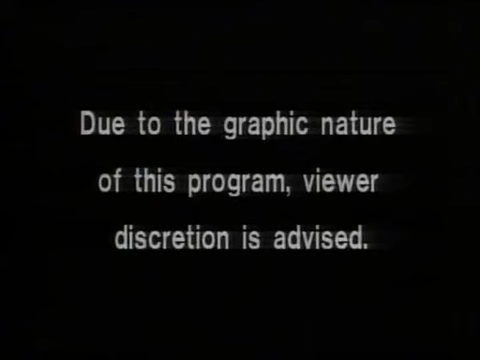 Due to the graphic nature
of this program, viewer
discretion is advised.